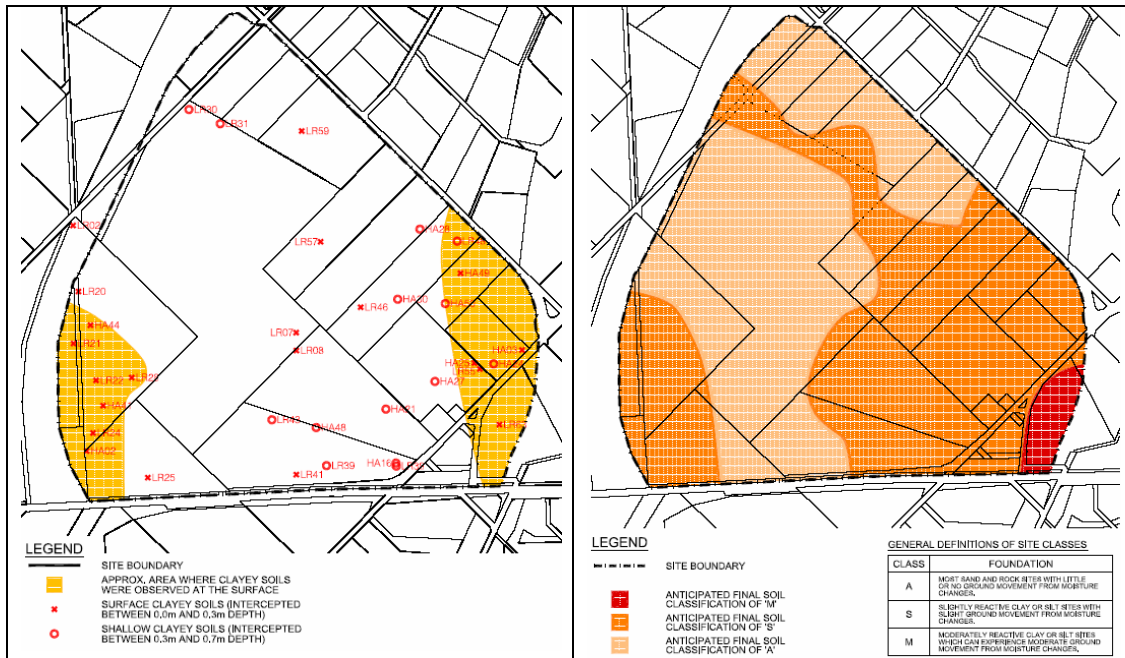 LR30
LR31
LR59
LR02
HA28
LR57
HA49
LR20
HA30
LR46
HA44
LR07
LR21
LR08
HA03
HA25
LR22
HA27
HA21
LR43
HA48
LR24
HA02
LR39
HA16
LR25
LR41
LEGEND
SITE BOUNDARY
APPROX. AREA WHERE CLAYEY SOILS
WERE OBSERVED AT THE SURFACE
SURFACE CLAYEY SOILS (INTERCEPTED
BETWEEN 0.0m AND 0.3m DEPTH)
SHALLOW CLAYEY SOILS (INTERCEPTED
BETWEEN 0.3m AND 0.7m DEPTH)
LEGEND
SITE BOUNDARY
ANTICIPATED FINAL SOIL
CLASSIFICATION OF 'M'
ANTICIPATED FINAL SOIL
CLASSIFICATION OF 'S'
ANTICIPATED FINAL SOIL
CLASSIFICATION OF 'A'
GENERAL DEFINITIONS OF SITE CLASSES
CLASS FOUNDATION
A MOST SAND AND ROCK SITES WITH LITTLE
OR NO GROUND MOVEMENT FROM MOISTURE
CHANGES.
S SLIGHTLY REACTIVE CLAY OR SILT SITES WITH
SLIGHT GROUND MOVEMENT FROM MOISTURE
CHANGES.
M MODERATELY REACTIVE CLAY OR SILT SITES
WHICH CAN EXPERIENCE MODERATE GROUND
MOVEMENT FROM MOISTURE CHANGES.